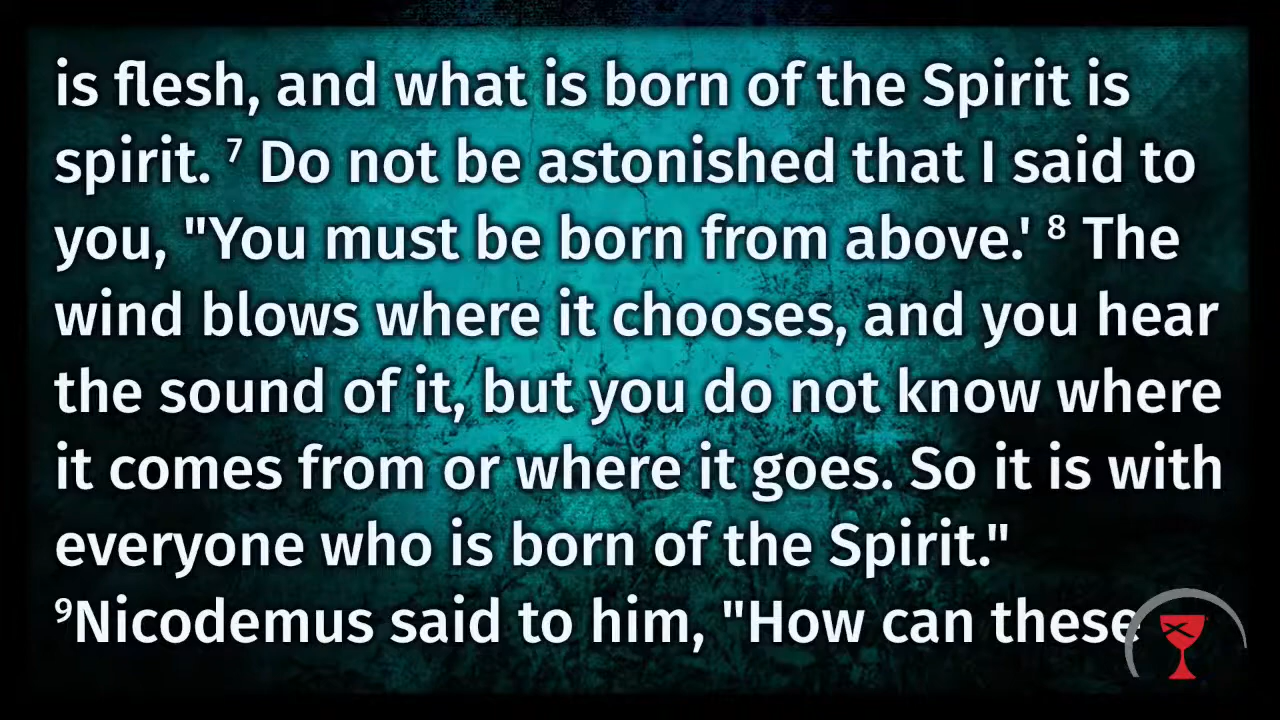 is flesh, and what is born of the Spirit is
spirit. ⁷ Do not be astonished that I said to
you, "You must be born from above.' ⁸ The
wind blows where it chooses, and you hear
the sound of it, but you do not know where
it comes from or where it goes. So it is with
everyone who is born of the Spirit."
⁹Nicodemus said to him, "How can these